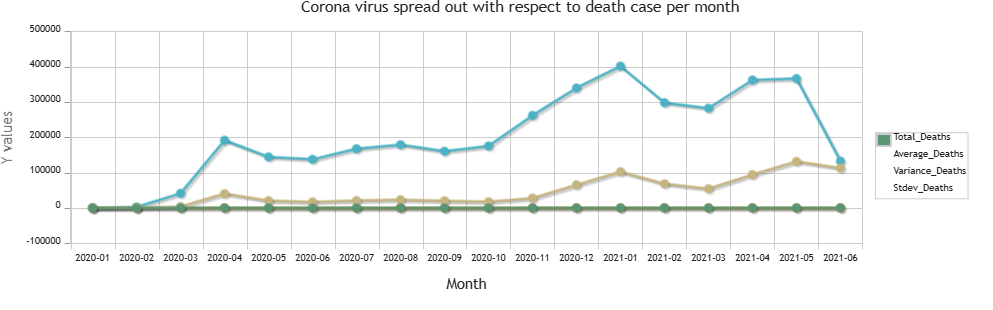 Corona virus spread out with respect to death case per month
500000
400000
300000
200000
100000
0
-100000
Y values
2020-01 2020-02 2020-03 2020-04 2020-05 2020-06 2020-07 2020-08 2020-09 2020-10 2020-11 2020-12 2021-01 2021-02 2021-03 2021-04 2021-05 2021-06
Month
Total_Deaths
Average_Deaths
Variance_Deaths
Stdev_Deaths